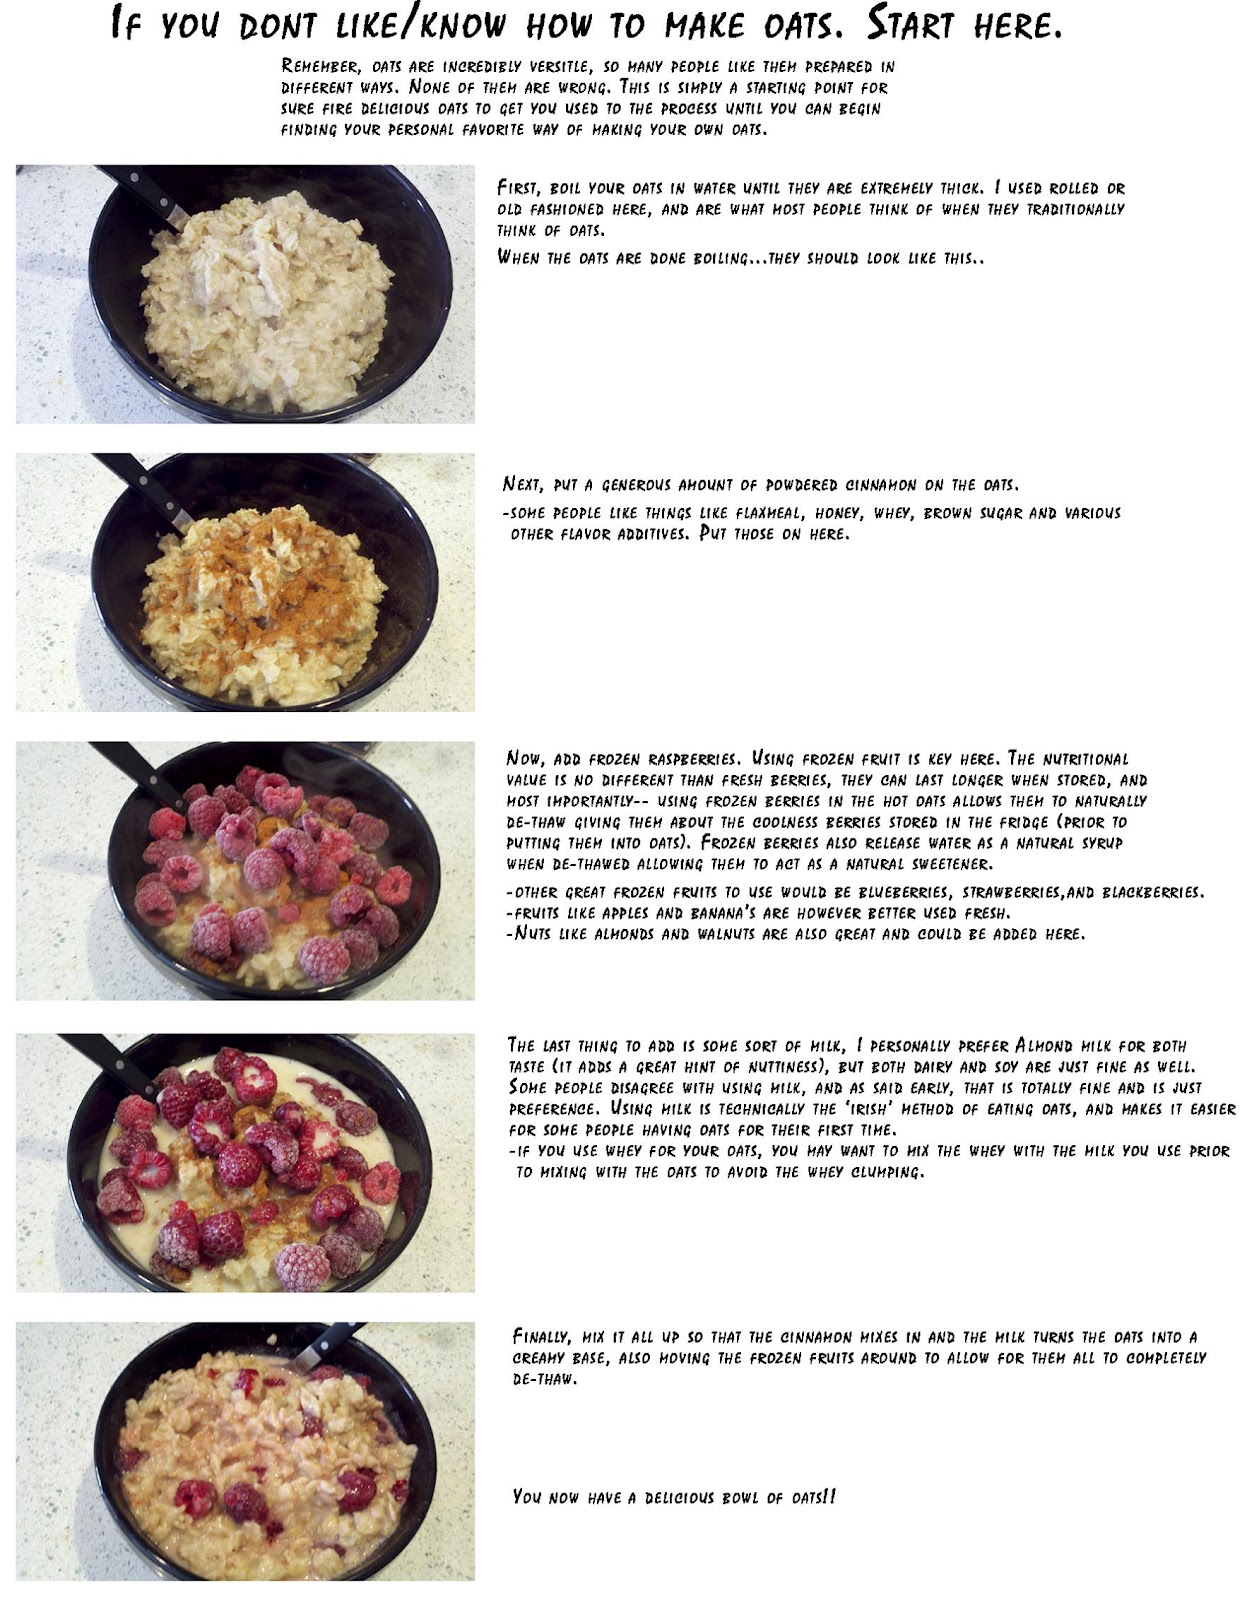 If you dont like/know how to make oats. Start here.
Remember, oats are incredibly versitle, so many people like them prepared in
different ways. None of them are wrong. This is simply a starting point for
sure fire delicious oats to get you used to the process until you can begin
finding your personal favorite way of making your own oats.
First, boil your oats in water until they are extremely thick. I used rolled or
old fashioned here, and are what most people think of when they traditionally
think of oats.
When the oats are done boiling...they should look like this..
Next, put a generous amount of powdered cinnamon on the oats.
-some people like things like flaxmeal, honey, whey, brown sugar and various
other flavor additives. Put those on here.
Now, add frozen raspberries. Using frozen fruit is key here. The nutritional
value is no different than fresh berries, they can last longer when stored, and
most importantly-- using frozen berries in the hot oats allows them to naturally
de-thaw giving them about the coolness berries stored in the fridge (prior to
putting them into oats). Frozen berries also release water as a natural syrup
when de-thawed allowing them to act as a natural sweetener.
-other great frozen fruits to use would be blueberries, strawberries,and blackberries.
-fruits like apples and banana's are however better used fresh.
-Nuts like almonds and walnuts are also great and could be added here.
The last thing to add is some sort of milk, I personally prefer Almond milk for both
taste (it adds a great hint of nuttiness), but both dairy and soy are just fine as well.
Some people disagree with using milk, and as said early, that is totally fine and is just
preference. Using milk is technically the 'irish' method of eating oats, and makes it easier
for some people having oats for their first time.
-if you use whey for your oats, you may want to mix the whey with the milk you use prior
to mixing with the oats to avoid the whey clumping.
Finally, mix it all up so that the cinnamon mixes in and the milk turns the oats into a
creamy base, also moving the frozen fruits around to allow for them all to completely
de-thaw.
You now have a delicious bowl of oats!!